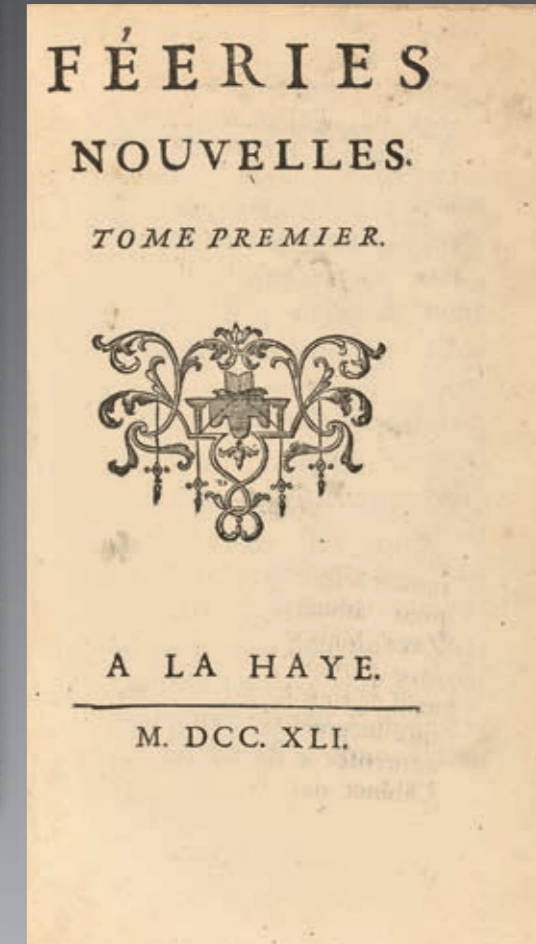 FÉERIES
NOUVELLES.
TOME PREMIER.
A LA HAYE.
M. DCC. XLI.